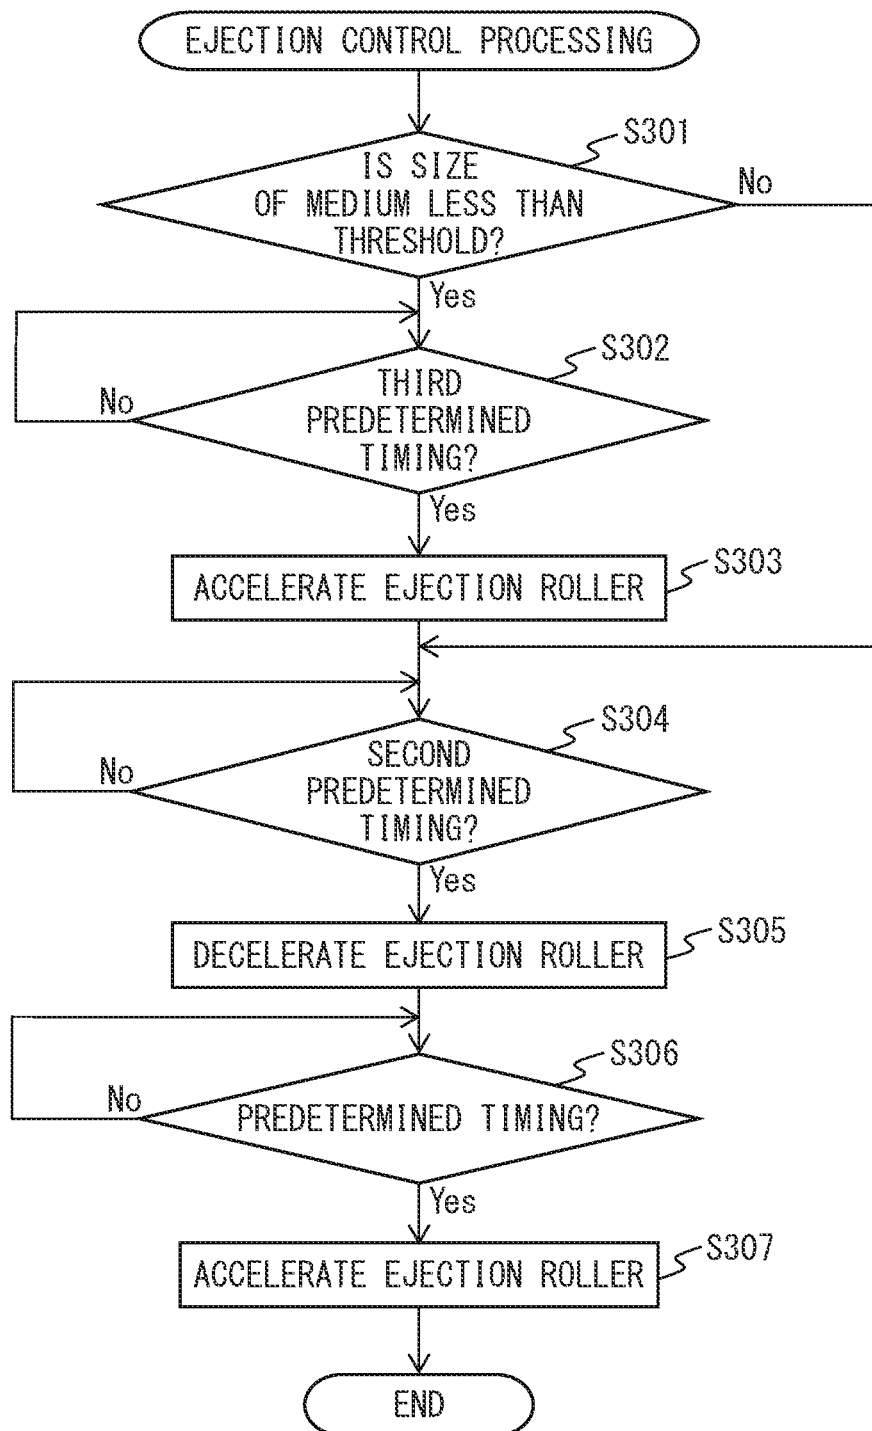 EJECTION CONTROL PROCESSING
S301
IS SIZE
OF MEDIUM LESS THAN
THRESHOLD?
No
Yes
S302
THIRD
PREDETERMINED
TIMING?
No
Yes
S303
ACCELERATE EJECTION ROLLER
S304
SECOND
PREDETERMINED
TIMING?
No
Yes
S305
DECELERATE EJECTION ROLLER
S306
PREDETERMINED TIMING?
No
Yes
S307
ACCELERATE EJECTION ROLLER
END